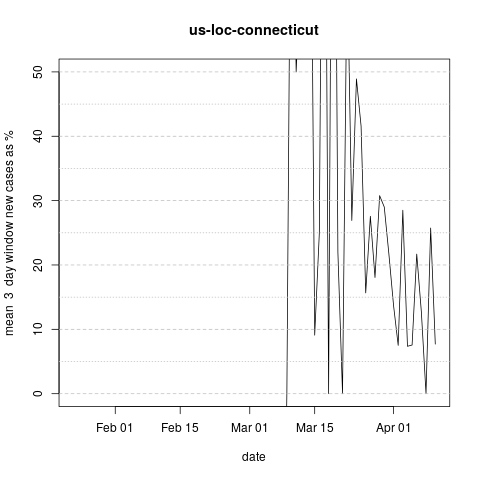 us-loc-connecticut
mean  3  day window new cases as %
50
40
30
20
10
0
Feb 01 Feb 15 Mar 01 Mar 15 Apr 01
date